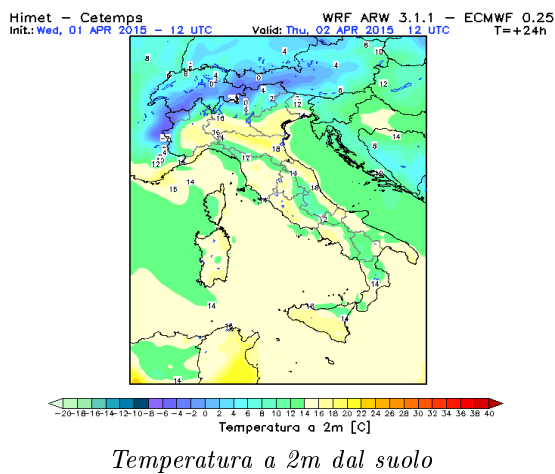 Himet – Cetemps WRF ARW 3.1.1 – ECMWF 0.25
Init.: Wed, 01 APR 2015 – 12 UTC Valid: Thu, 02 APR 2015 12 UTC T=+24h
-20 -18 -16 -14 -12 -10 -8 -6 -4 -2 0 2 4 6 8 10 12 14 16 18 20 22 24 26 28 30 32 34 36 38 40
Temperatura a 2m [C]
Temperatura a 2m dal suolo